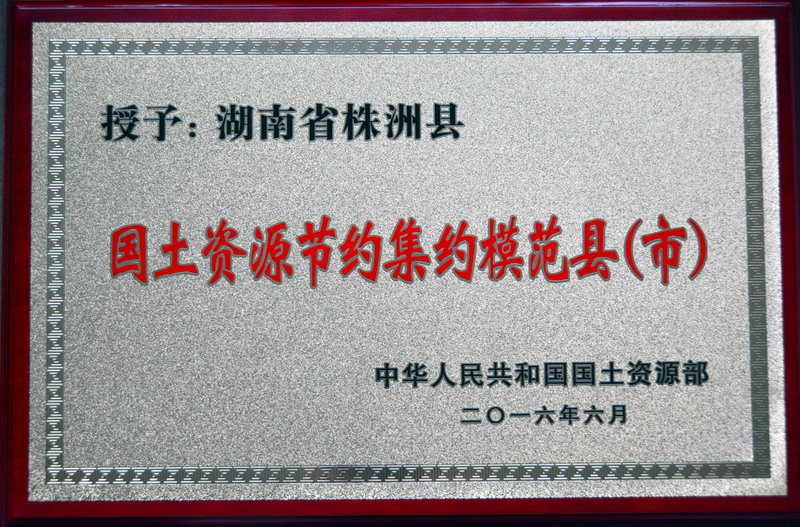 授予：湖南省株洲县
国土资源节约集约模范县(市)
中华人民共和国国土资源部
二〇一六年六月